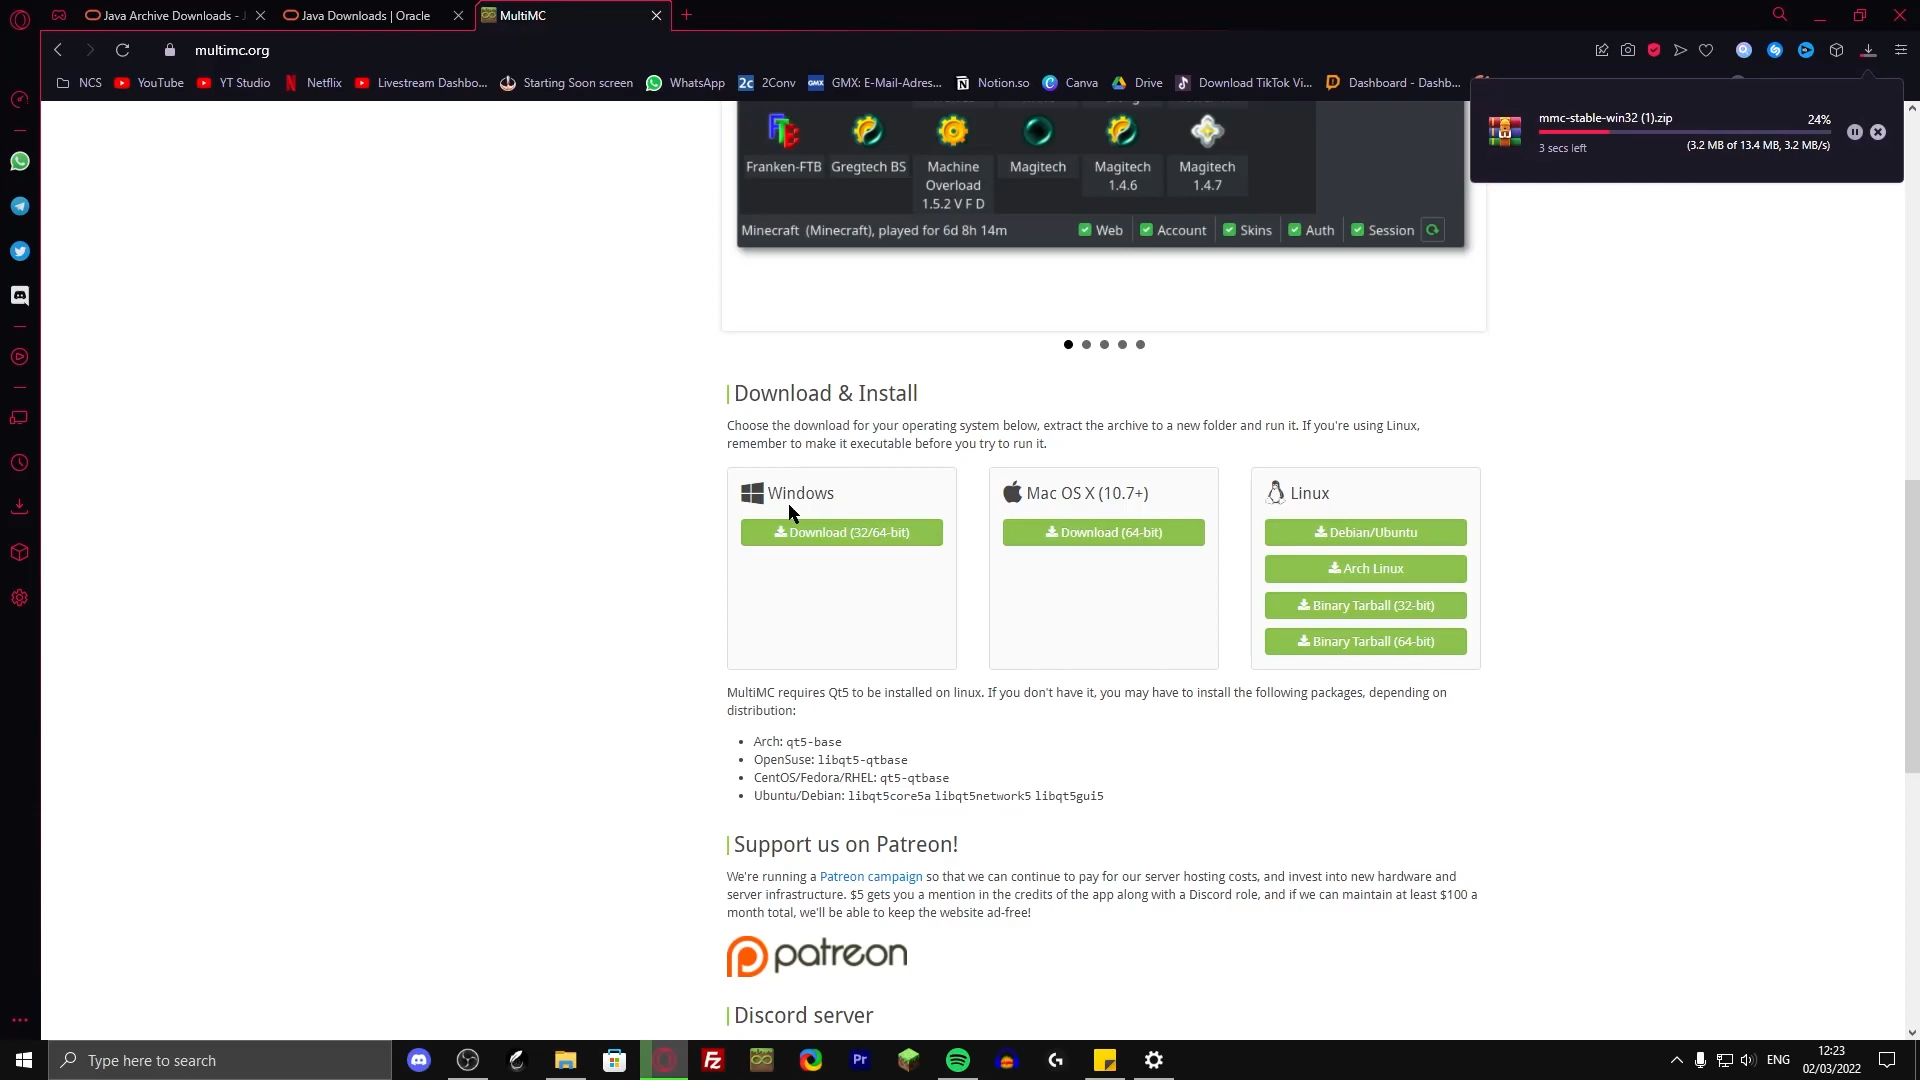 Java Archive Downloads - J
Java Downloads | Oracle
MultiMC
multimc.org
NCS
YouTube
YT Studio
Netflix
Livestream Dashbo...
Starting Soon screen
WhatsApp
2c 2Conv
GMX GMX: E-Mail-Adres...
Notion.so
Canva
Drive
Download TikTok Vi...
Dashboard - Dashb...
mmc-stable-win32 (1).zip
24%
3 secs left
(3.2 MB of 13.4 MB, 3.2 MB/s)
Franken-FTB
Gregtech BS
Machine
Overload
1.5.2 V F D
Magitech
Magitech
1.4.6
Magitech
1.4.7
Minecraft (Minecraft), played for 6d 8h 14m
Web
Account
Skins
Auth
Session
Download & Install
Choose the download for your operating system below, extract the archive to a new folder and run it. If you're using Linux,
remember to make it executable before you try to run it.
Windows
Download (32/64-bit)
Mac OS X (10.7+)
Download (64-bit)
Linux
Debian/Ubuntu
Arch Linux
Binary Tarball (32-bit)
Binary Tarball (64-bit)
MultiMC requires Qt5 to be installed on linux. If you don't have it, you may have to install the following packages, depending on
distribution:
• Arch: qt5-base
• OpenSuse: libqt5-qtbase
• CentOS/Fedora/RHEL: qt5-qtbase
• Ubuntu/Debian: libqt5core5a libqt5network5 libqt5gui5
Support us on Patreon!
We're running a Patreon campaign so that we can continue to pay for our server hosting costs, and invest into new hardware and
server infrastructure. $5 gets you a mention in the credits of the app along with a Discord role, and if we can maintain at least $100 a
month total, we'll be able to keep the website ad-free!
patreon
Discord server
Type here to search
Fz
Pr
ENG
12:23
02/03/2022